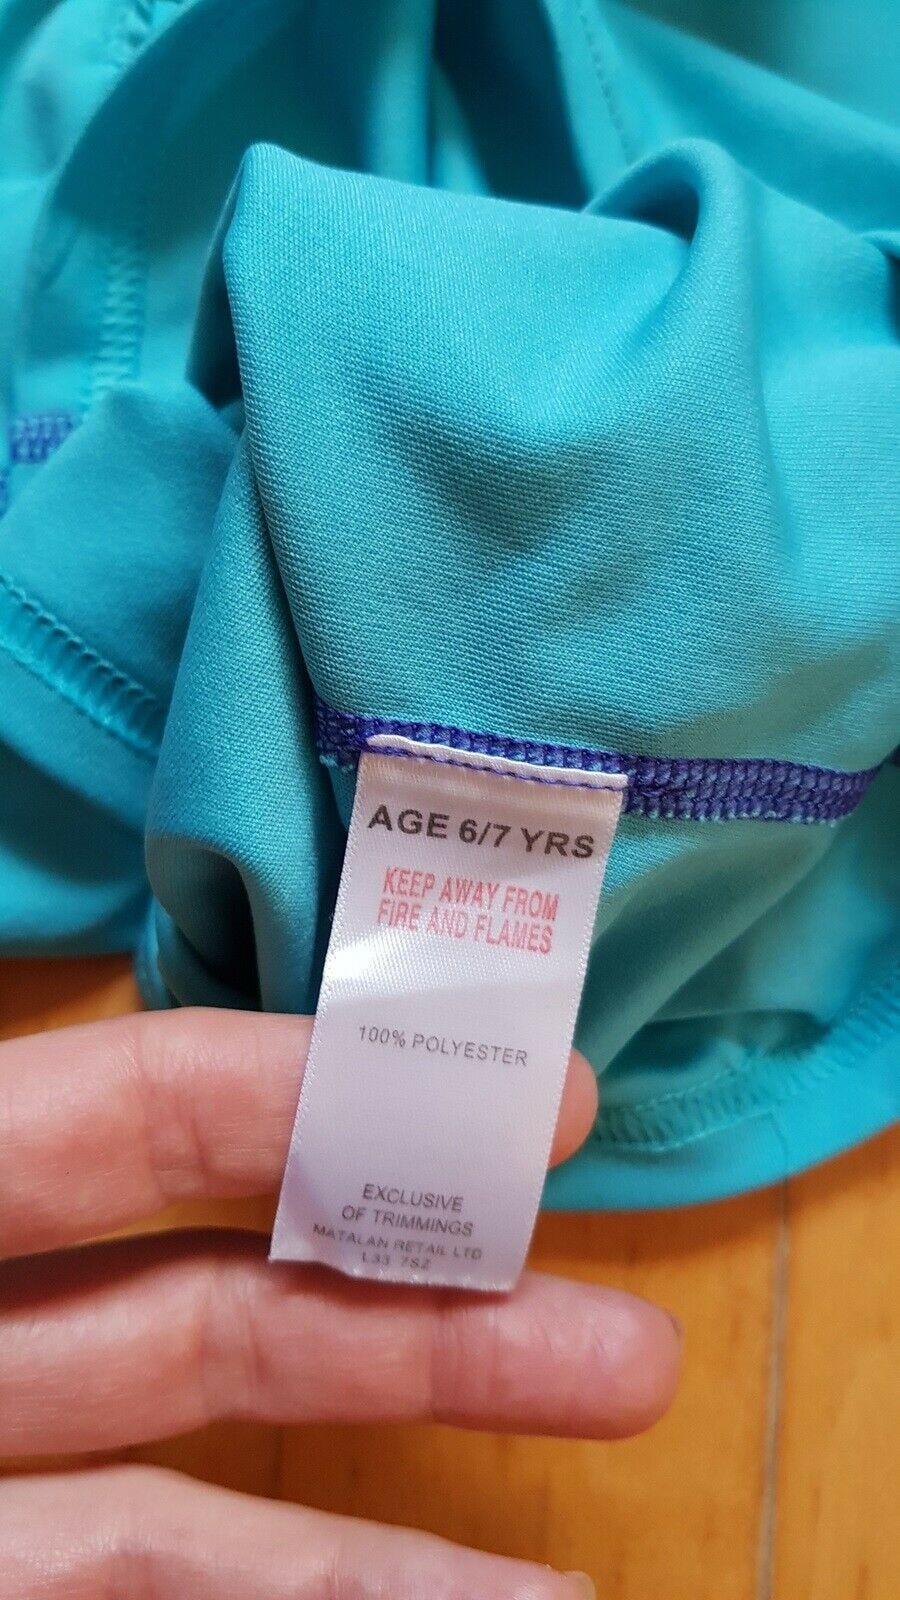 AGE 6/7 YRS
KEEP AWAY FROM
FIRE AND FLAMES
100% POLYESTER
EXCLUSIVE
OF TRIMMINGS
MATALAN RETAIL LTD
L33 7SZ